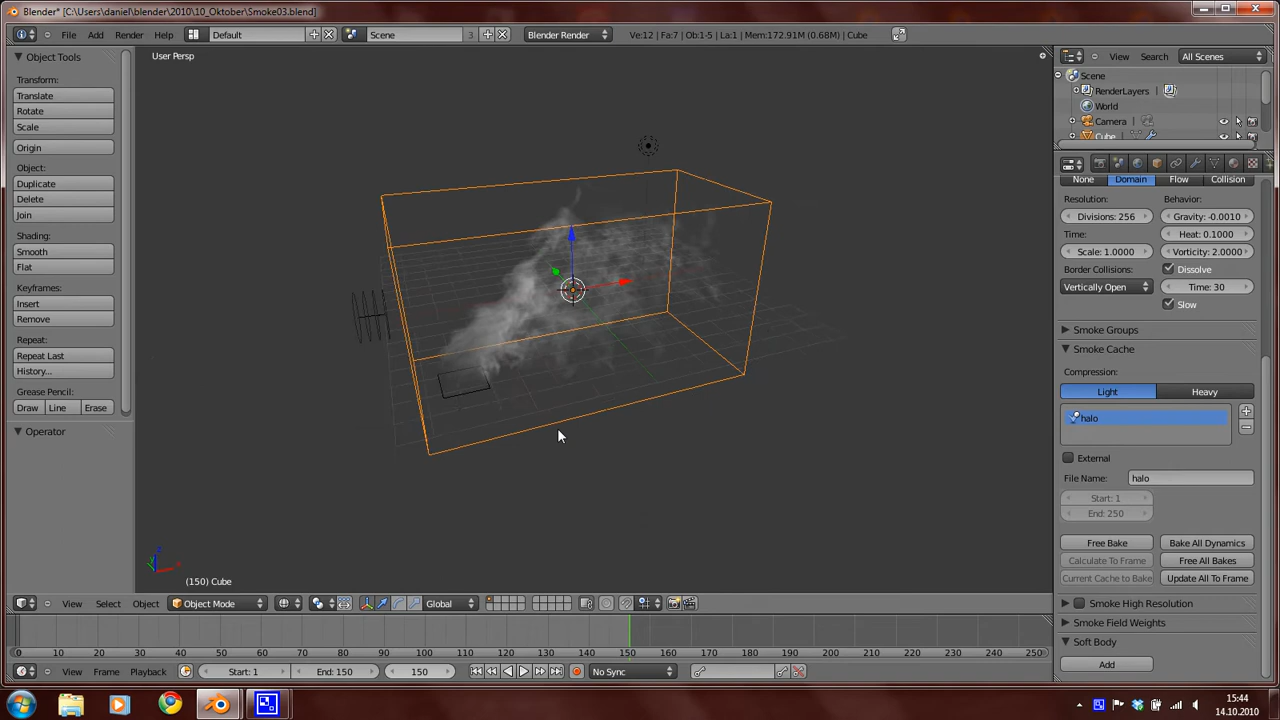 Blender* [C:\Users\daniel\blender\2010\10_Oktober\Smoke03.blend]
File Add Render Help
Default
Scene
3
Blender Render
Ve:12 | Fa:7 | Ob:1-5 | La:1 | Mem:172.91M (0.68M) | Cube
Object Tools
Transform:
Translate
Rotate
Scale
Origin
Object:
Duplicate
Delete
Join
Shading:
Smooth
Flat
Keyframes:
Insert
Remove
Repeat:
Repeat Last
History...
Grease Pencil:
Draw Line Erase
Operator
User Persp
(150) Cube
View Search All Scenes
Scene
RenderLayers
World
Camera
Cube
None Domain Flow Collision
Resolution: Behavior:
Divisions: 256 Gravity: -0.0010
Time: Heat: 0.1000
Scale: 1.0000 Vorticity: 2.0000
Border Collisions: Dissolve
Vertically Open Time: 30
Slow
Smoke Groups
Smoke Cache
Compression:
Light Heavy
halo
External
File Name: halo
Start: 1
End: 250
Free Bake Bake All Dynamics
Calculate To Frame Free All Bakes
Current Cache to Bake Update All To Frame
Smoke High Resolution
Smoke Field Weights
Soft Body
Add
View Select Object Object Mode Global
0 10 20 30 40 50 60 70 80 90 100 110 120 130 140 150 160 170 180 190 200 210 220 230 240 250
View Frame Playback Start: 1 End: 150 150 No Sync
15:44
14.10.2010